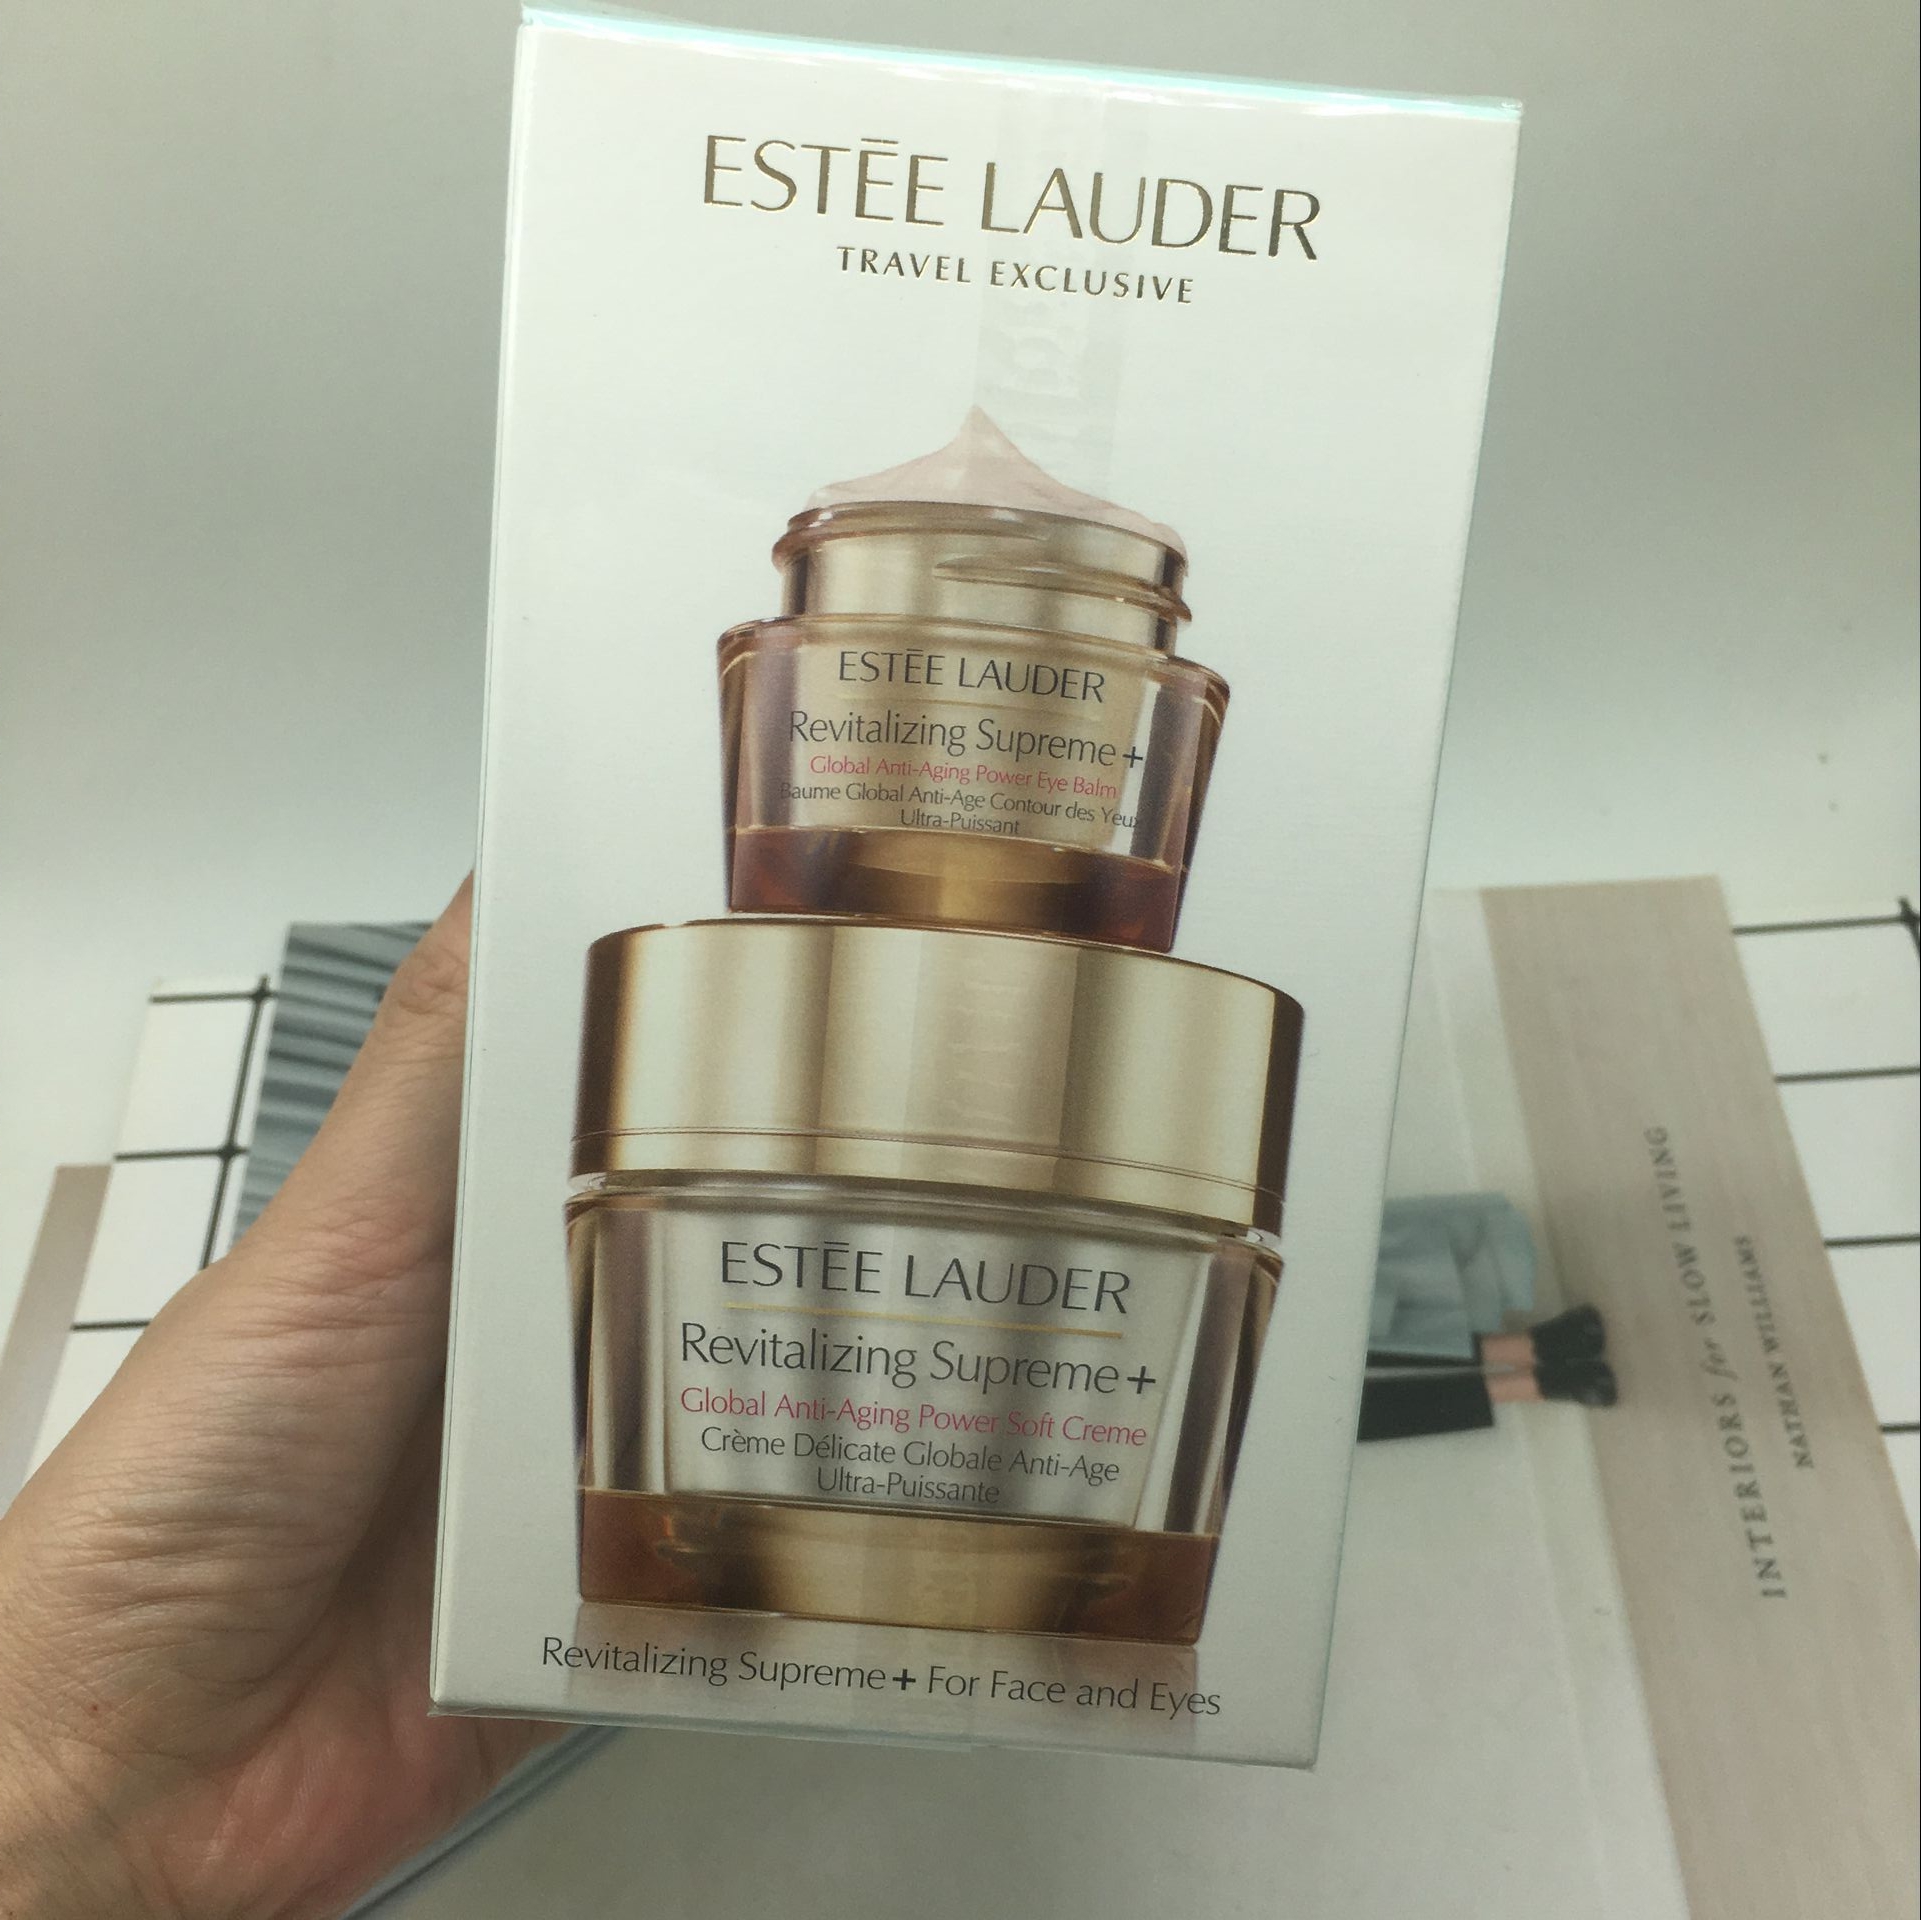 ESTĒE LAUDER
TRAVEL EXCLUSIVE
ESTĒE LAUDER
Revitalizing Supreme+
Global Anti-Aging Power Eye Balm
Baume Global Anti-Age Contour des Yeux
Ultra-Puissant
ESTĒE LAUDER
Revitalizing Supreme+
Global Anti-Aging Power Soft Creme
Crème Délicate Globale Anti-Age
Ultra-Puissante
Revitalizing Supreme+ For Face and Eyes
INTERIORS for SLOW LIVING
NATHAN WILLIAMS